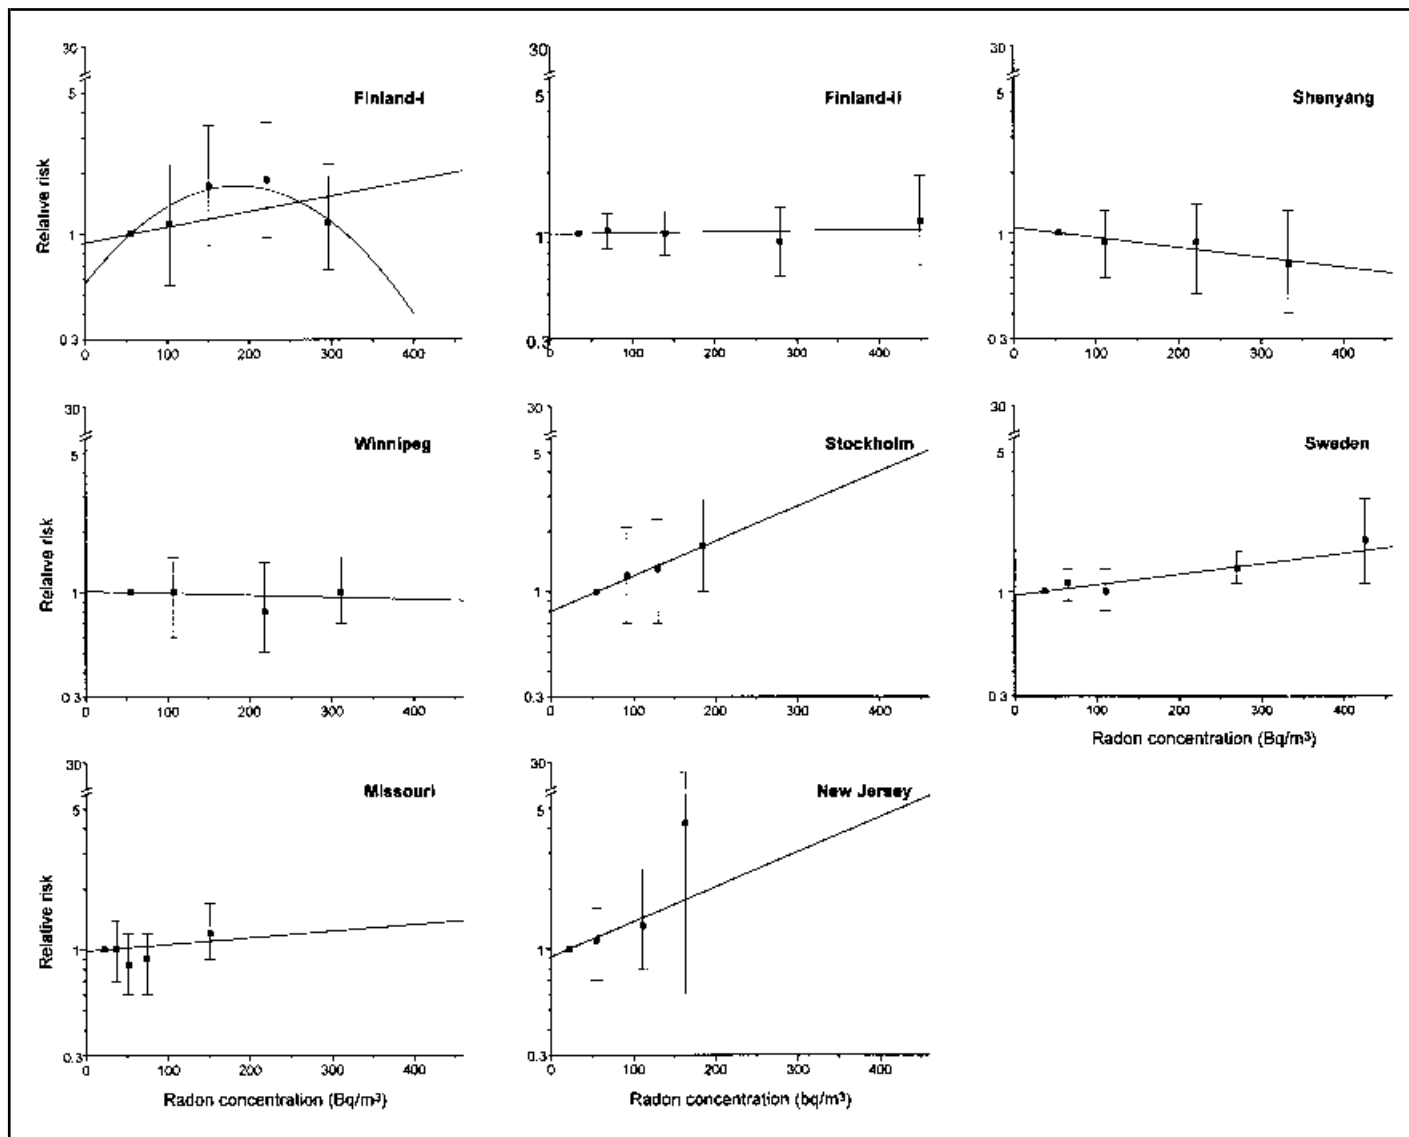 30
5
1
0.3
Relative risk
Finland-I
0 100 200 300 400
30
5
1
0.3
Finland-II
0 100 200 300 400
30
5
1
0.3
Shenyang
0 100 200 300 400
30
5
1
0.3
Relative risk
Winnipeg
0 100 200 300 400
30
5
1
0.3
Stockholm
0 100 200 300 400
30
5
1
0.3
Sweden
0 100 200 300 400
Radon concentration (Bq/m³)
30
5
1
0.3
Relative risk
Missouri
0 100 200 300 400
Radon concentration (Bq/m³)
30
5
1
0.3
New Jersey
0 100 200 300 400
Radon concentration (bq/m³)